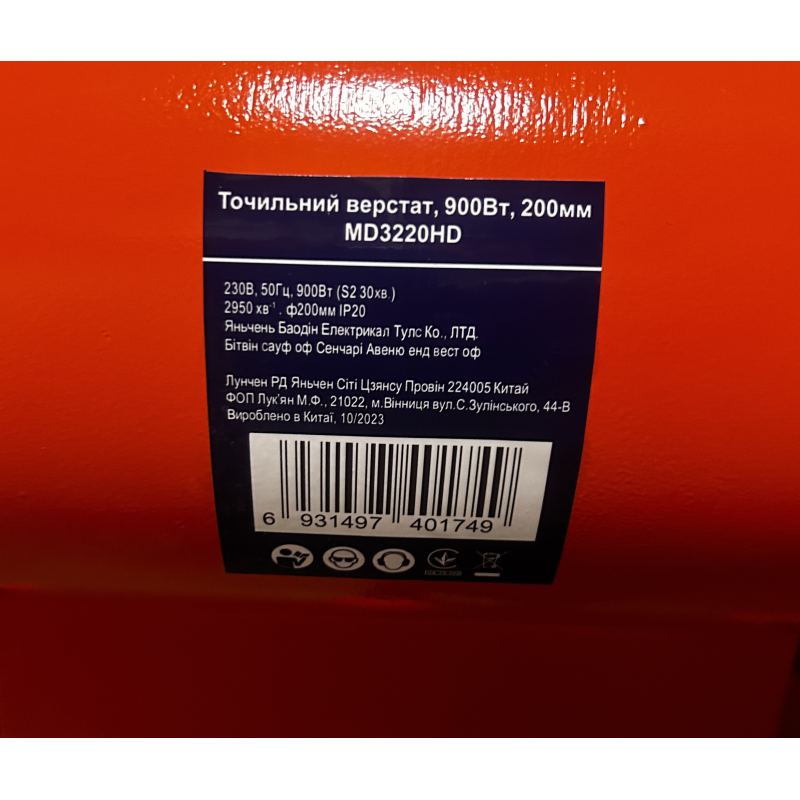 Точильний верстат, 900Вт, 200мм
MD3220HD
230В, 50Гц, 900Вт (S2 30хв.)
2950 хв⁻¹ . ф200мм IP20
Яньчень Баодін Електрикал Тулс Ко., ЛТД.
Бітвін сауф оф Сенчарі Авеню енд вест оф
Лунчен РД Яньчен Сіті Цзянсу Провін 224005 Китай
ФОП Лук'ян М.Ф., 21022, м.Вінниця вул.С.Зулінського, 44-В
Вироблено в Китаї, 10/2023
6 931497 401749